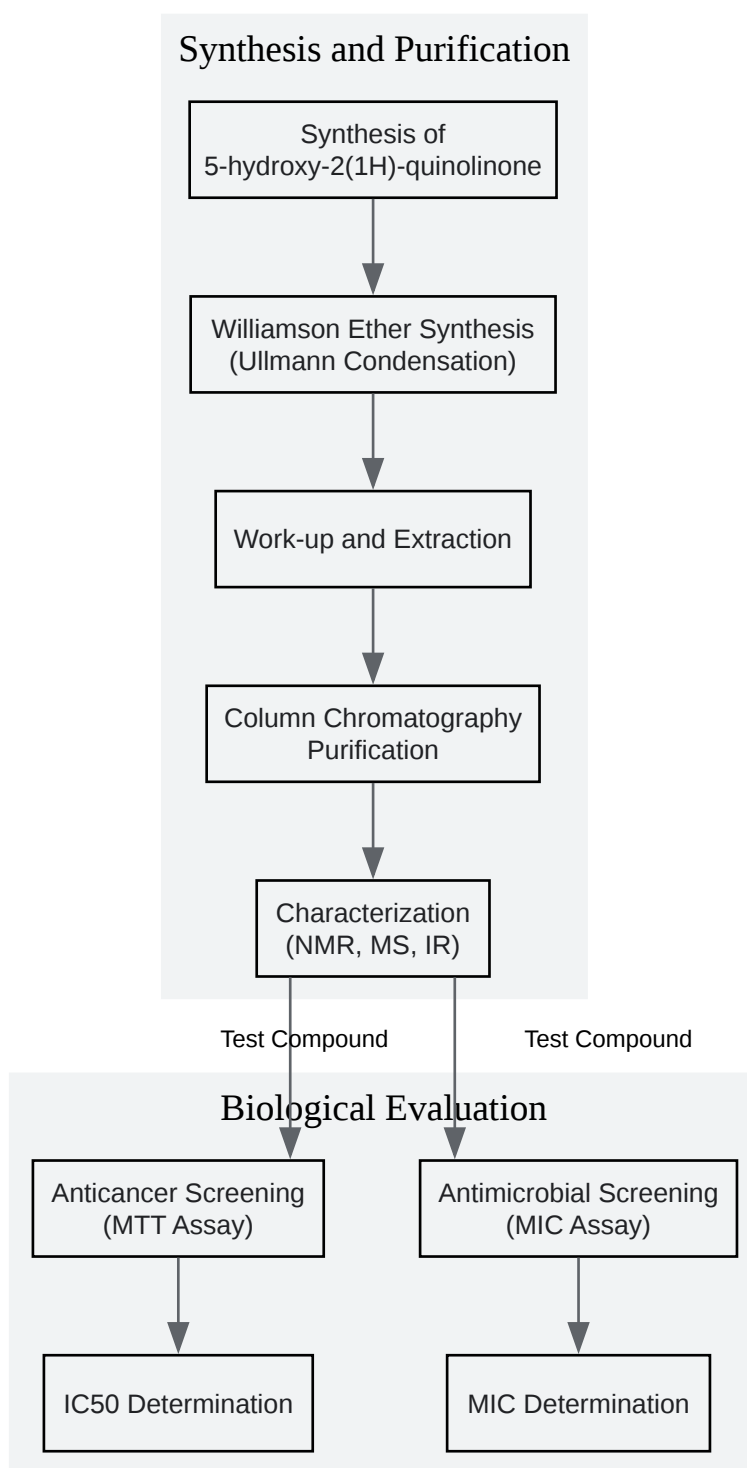 Synthesis and Purification
Synthesis of
5-hydroxy-2(1H)-quinolinone
Williamson Ether Synthesis
(Ullmann Condensation)
Work-up and Extraction
Column Chromatography
Purification
Characterization
(NMR, MS, IR)
Test Compound
Test Compound
Biological Evaluation
Anticancer Screening
(MTT Assay)
Antimicrobial Screening
(MIC Assay)
IC50 Determination
MIC Determination